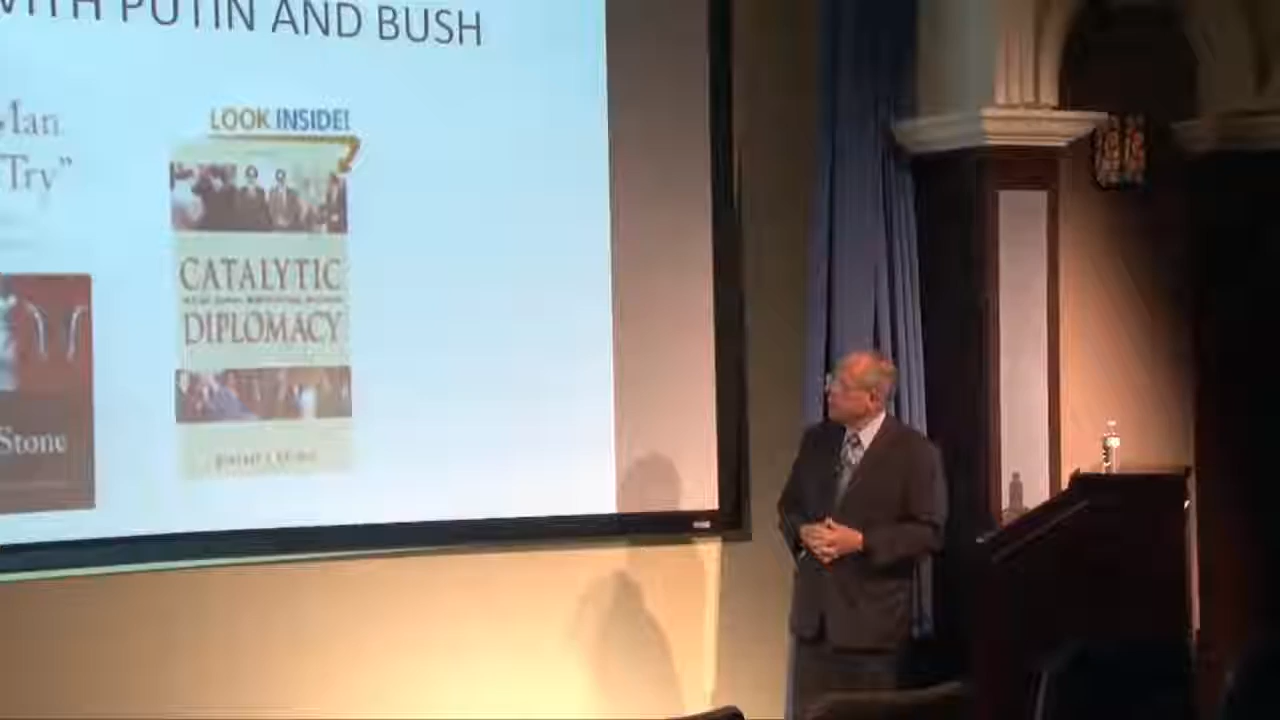 WITH PUTIN AND BUSH
Man
Try”
LOOK INSIDE!
CATALYTIC
DIPLOMACY
Stone